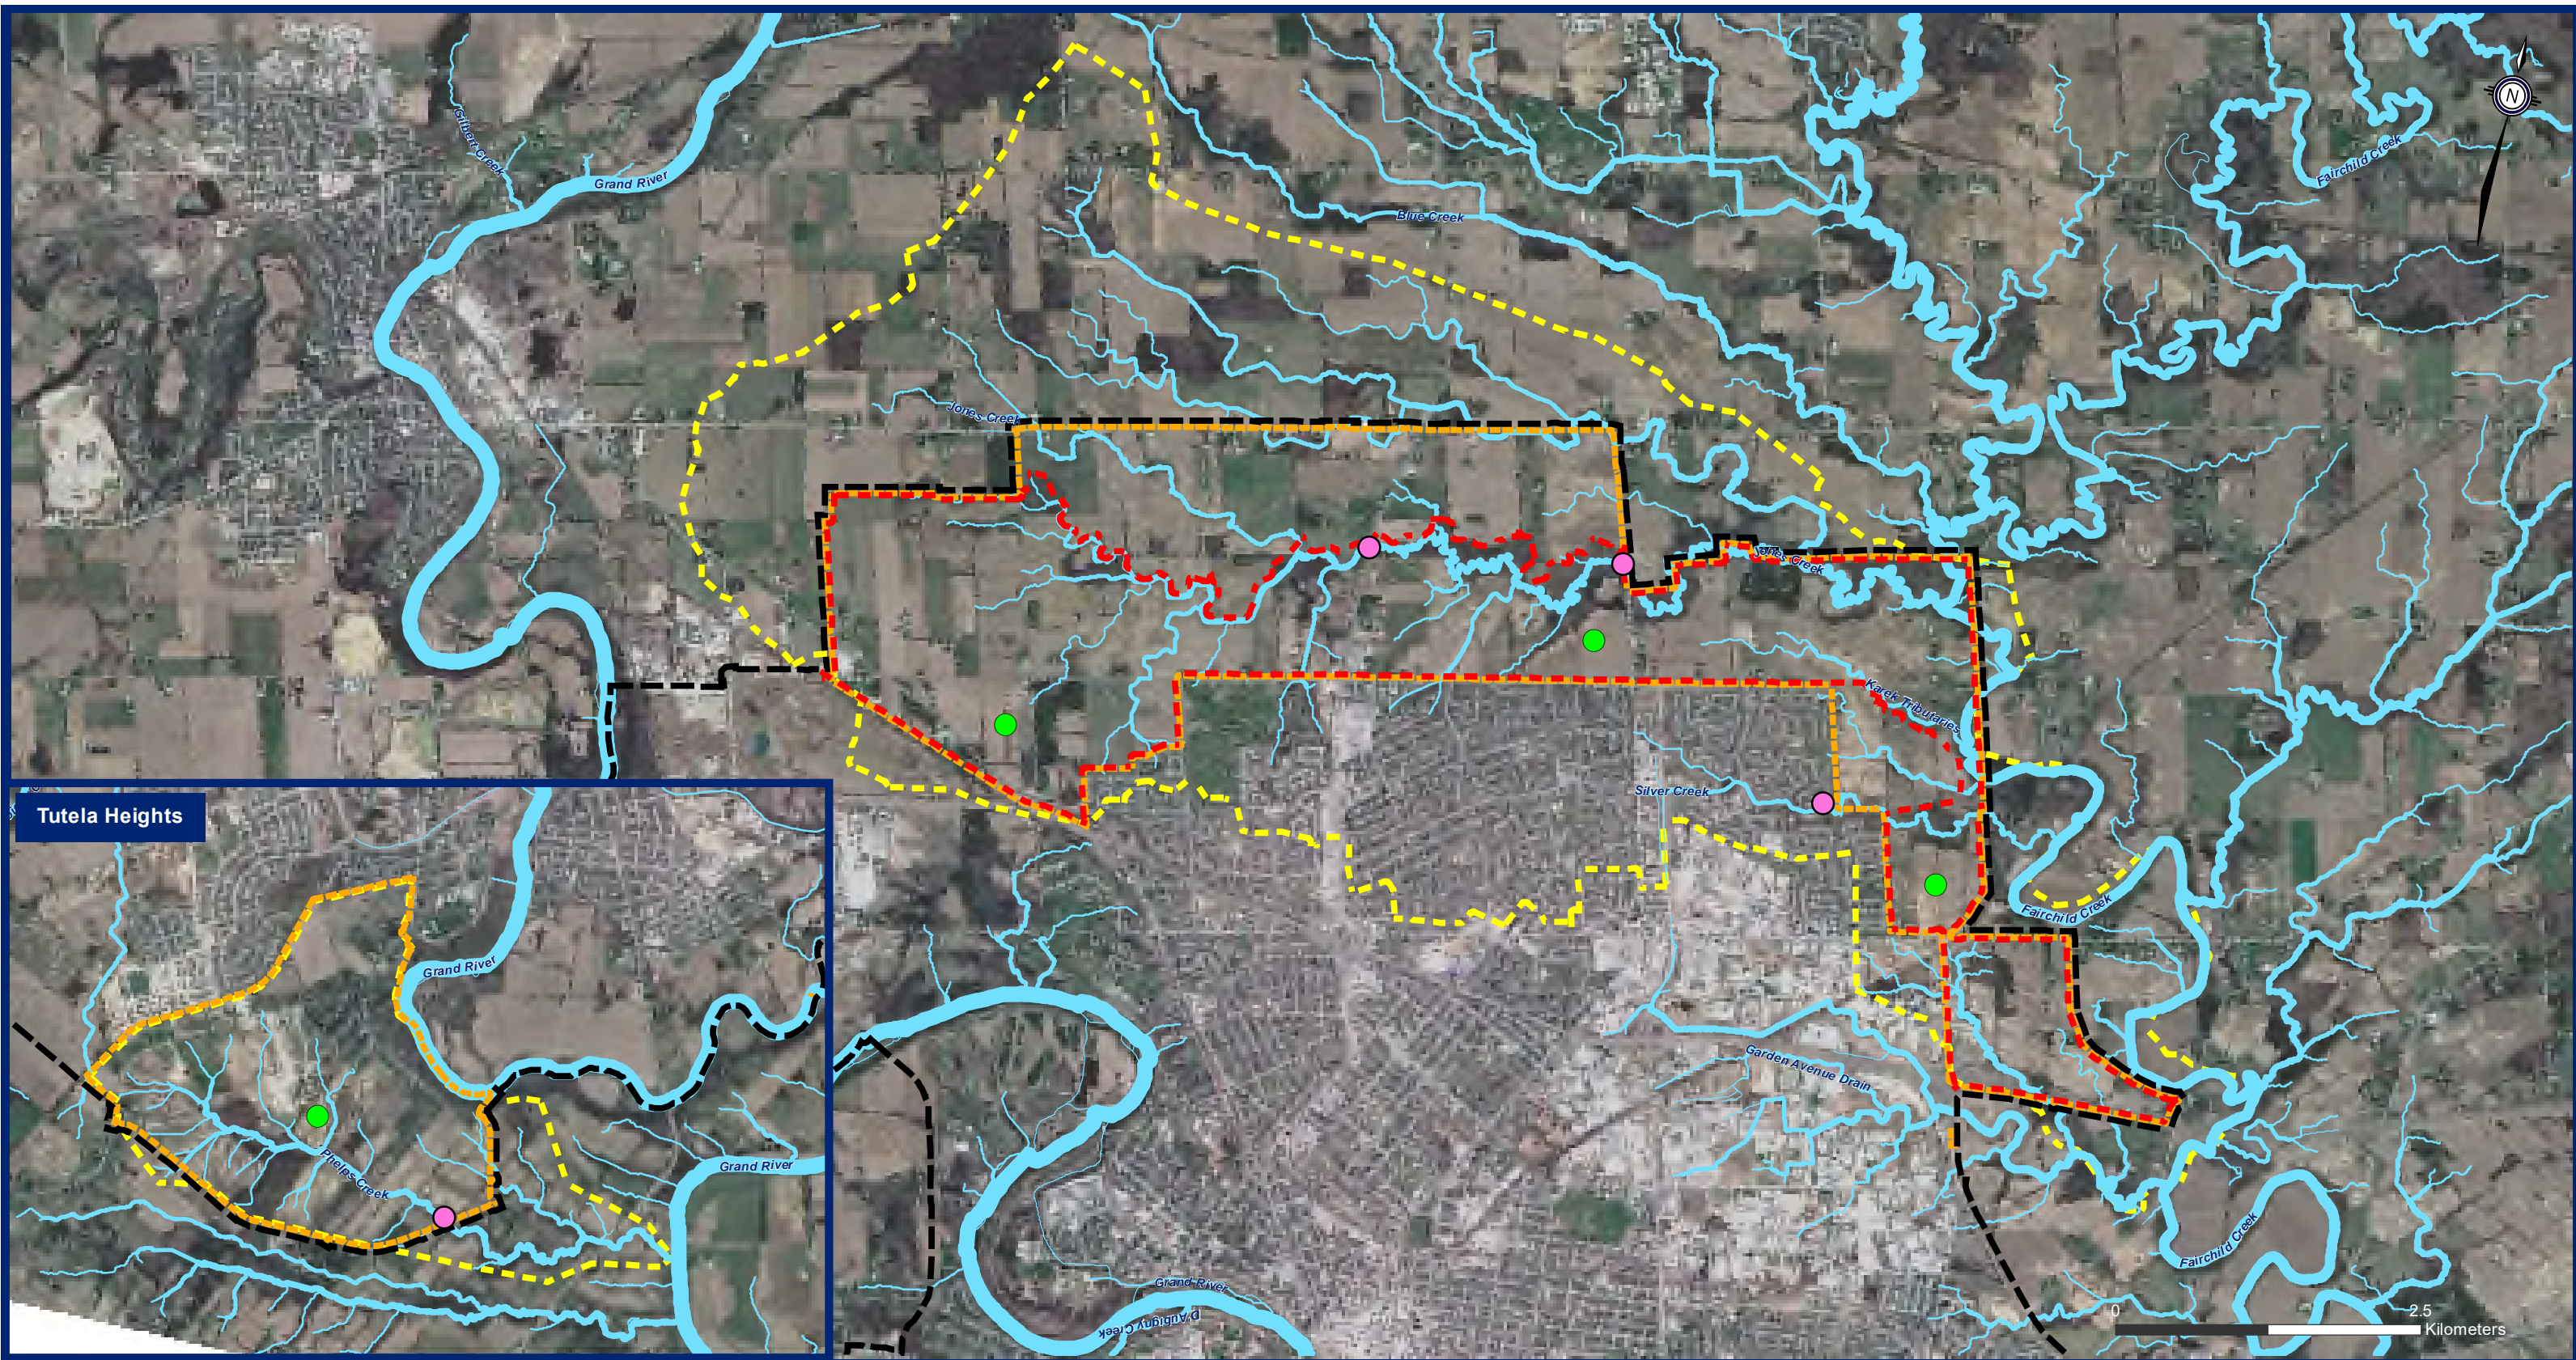 N
Fairchild Creek
Gilbert Creek
Grand River
Blue Creek
Jones Creek
Jones Creek
Karek Tributaries
Silver Creek
Tutela Heights
Fairchild Creek
Grand River
Garden Avenue Drain
Phelps Creek
Grand River
Fairchild Creek
Grand River
D'Aubigny Creek
0 2.5
Kilometers